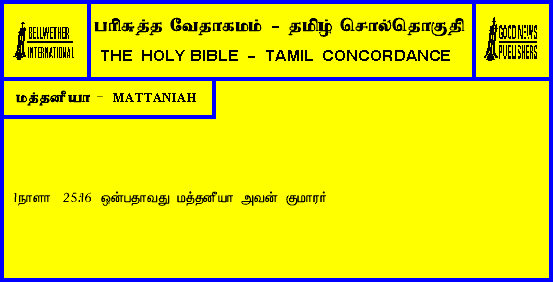 BELLWETHER
INTERNATIONAL
பரிசுத்த வேதாகமம் - தமிழ் சொல்தொகுதி
THE HOLY BIBLE - TAMIL CONCORDANCE
GOOD NEWS
PUBLISHERS
மத்தனீயா - MATTANIAH
1நாளா 25:16 ஒன்பதாவது மத்தனீயா அவன் குமாரர்